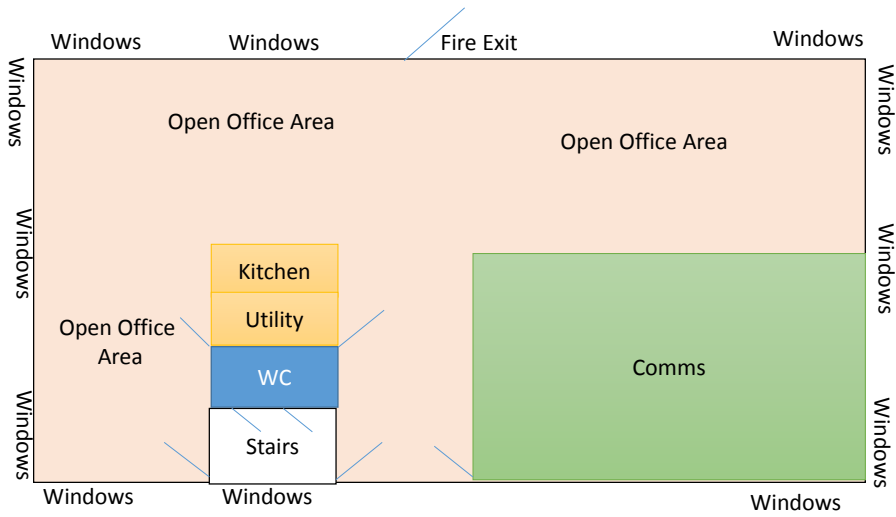 Windows
Windows
Fire Exit
Windows
Windows
Windows
Open Office Area
Open Office Area
Windows
Windows
Kitchen
Utility
Open Office
Area
WC
Comms
Windows
Windows
Stairs
Windows
Windows
Windows